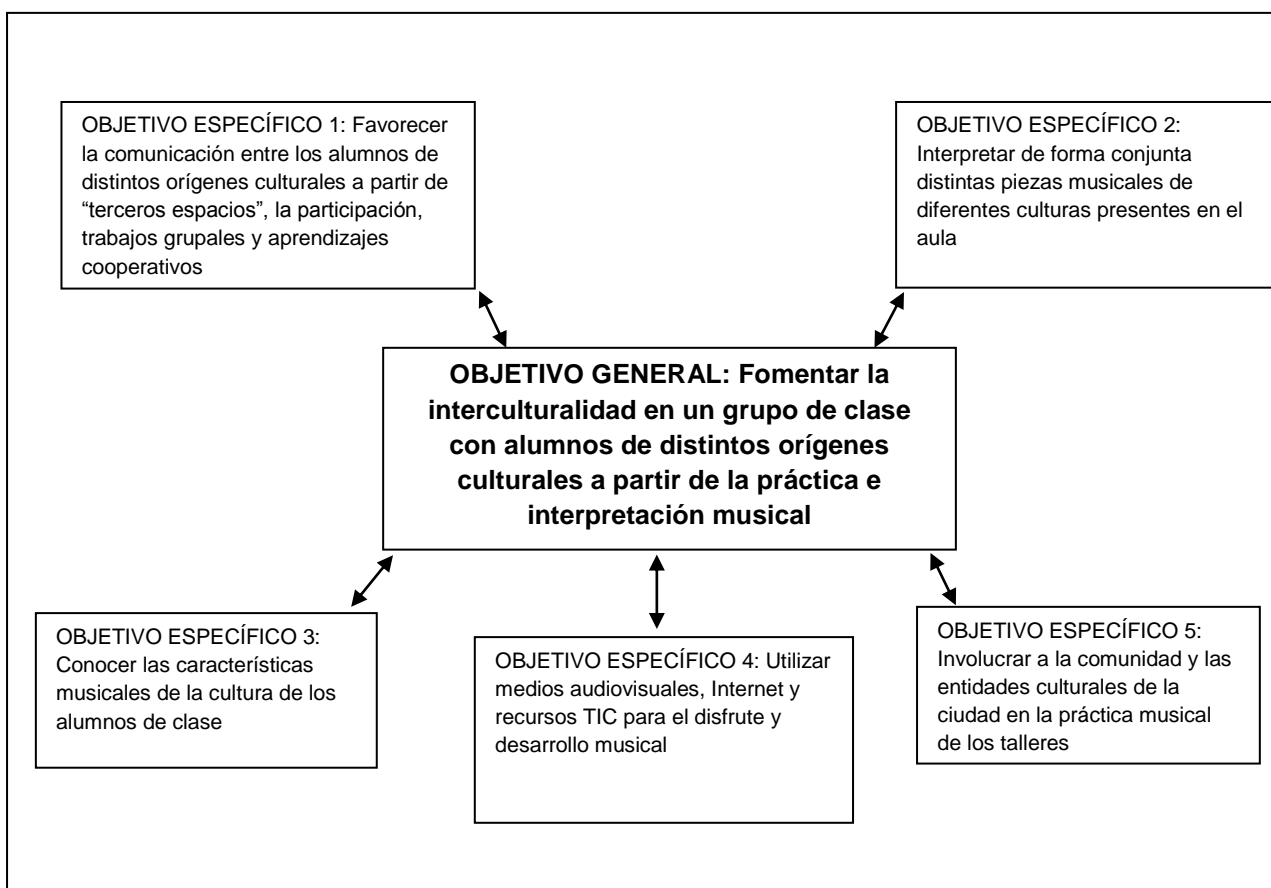 OBJETIVO ESPECÍFICO 1: Favorecer
la comunicación entre los alumnos de
distintos orígenes culturales a partir de
“terceros espacios”, la participación,
trabajos grupales y aprendizajes
cooperativos
OBJETIVO ESPECÍFICO 2:
Interpretar de forma conjunta
distintas piezas musicales de
diferentes culturas presentes en el
aula
OBJETIVO GENERAL: Fomentar la
interculturalidad en un grupo de clase
con alumnos de distintos orígenes
culturales a partir de la práctica e
interpretación musical
OBJETIVO ESPECÍFICO 3:
Conocer las características
musicales de la cultura de los
alumnos de clase
OBJETIVO ESPECÍFICO 4: Utilizar
medios audiovisuales, Internet y
recursos TIC para el disfrute y
desarrollo musical
OBJETIVO ESPECÍFICO 5:
Involucrar a la comunidad y las
entidades culturales de la
ciudad en la práctica musical
de los talleres